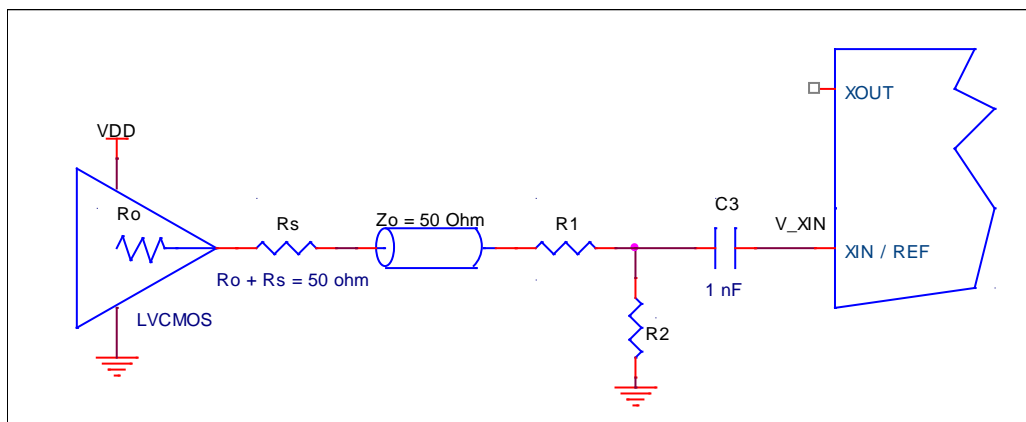 XOUT
VDD
Ro
Rs
Zo = 50 Ohm
R1
C3
V_XIN
XIN / REF
Ro + Rs = 50 ohm
1 nF
LVCMOS
R2